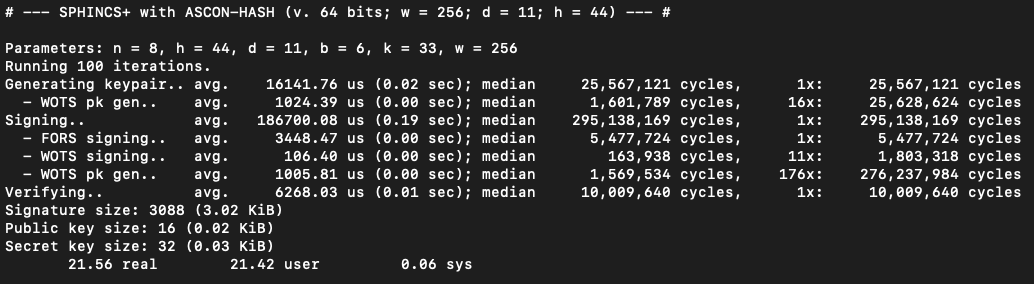 # --- SPHINCS+ with ASCON-HASH (v. 64 bits; w = 256; d = 11; h = 44) --- #
Parameters: n = 8, h = 44, d = 11, b = 6, k = 33, w = 256
Running 100 iterations.
Generating keypair.. avg. 16141.76 us (0.02 sec); median 25,567,121 cycles, 1x: 25,567,121 cycles
- WOTS pk gen.. avg. 1024.39 us (0.00 sec); median 1,601,789 cycles, 16x: 25,628,624 cycles
Signing.. avg. 186700.08 us (0.19 sec); median 295,138,169 cycles, 1x: 295,138,169 cycles
- FORS signing.. avg. 3448.47 us (0.00 sec); median 5,477,724 cycles, 1x: 5,477,724 cycles
- WOTS signing.. avg. 106.40 us (0.00 sec); median 163,938 cycles, 11x: 1,803,318 cycles
- WOTS pk gen.. avg. 1005.81 us (0.00 sec); median 1,569,534 cycles, 176x: 276,237,984 cycles
Verifying.. avg. 6268.03 us (0.01 sec); median 10,009,640 cycles, 1x: 10,009,640 cycles
Signature size: 3088 (3.02 KiB)
Public key size: 16 (0.02 KiB)
Secret key size: 32 (0.03 KiB)
21.56 real 21.42 user 0.06 sys